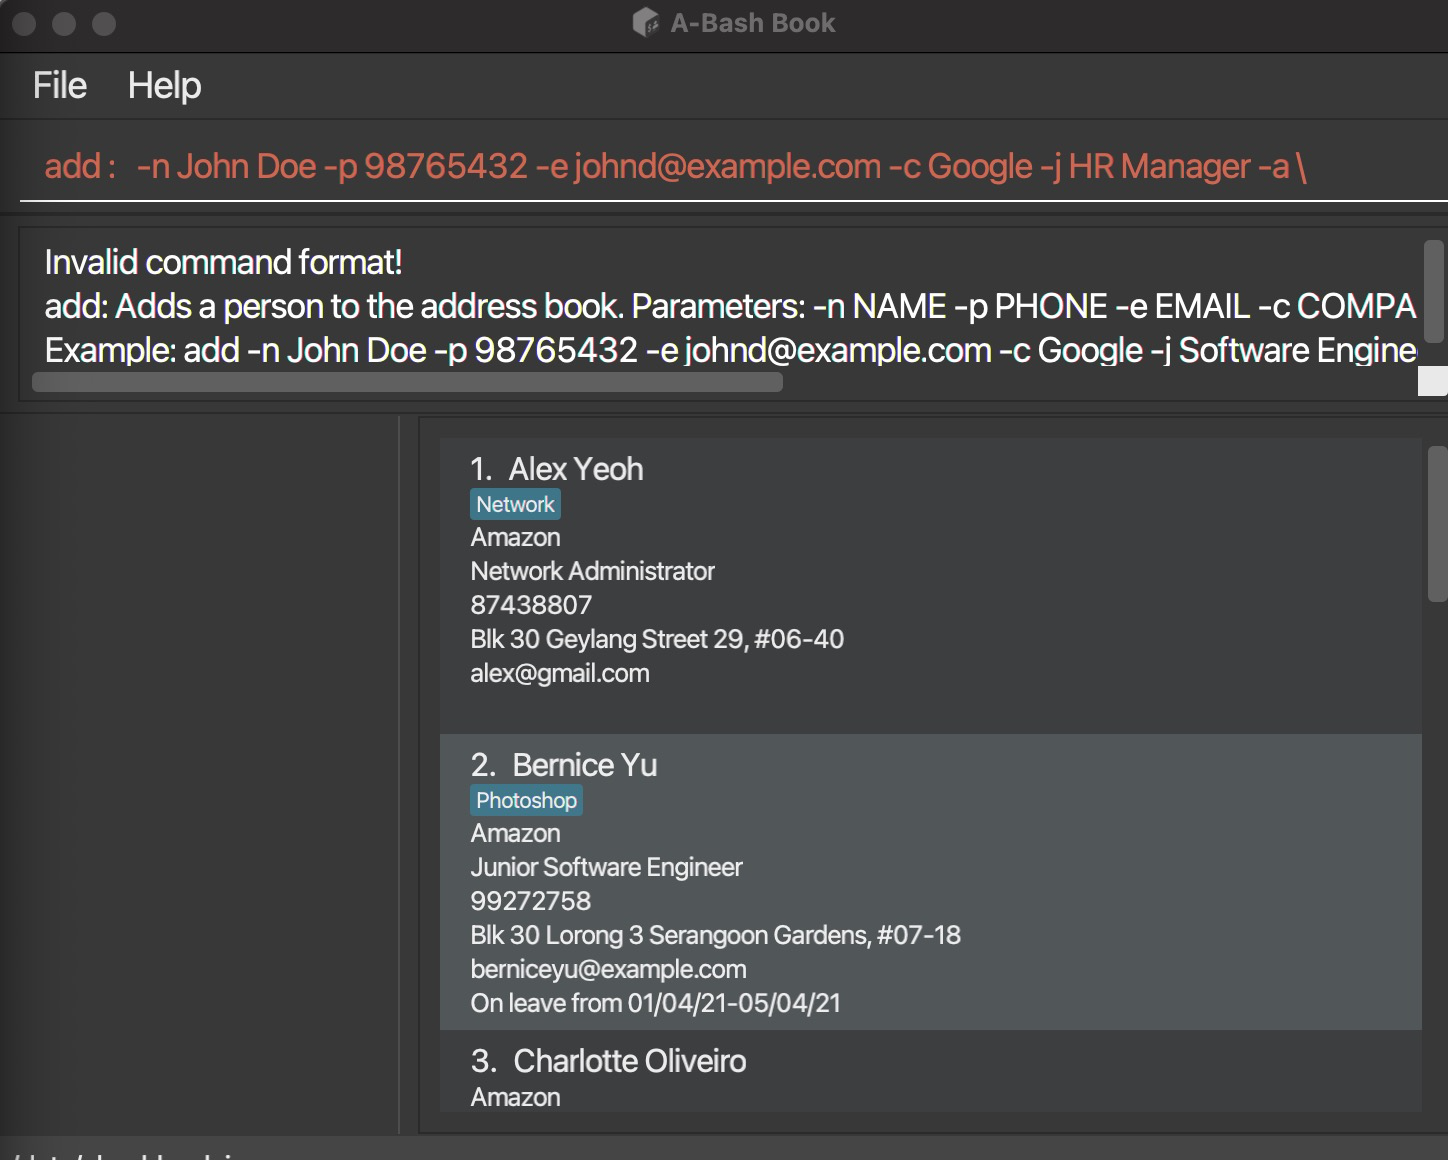 A-Bash Book
File Help
add : -n John Doe -p 98765432 -e johnd@example.com -c Google -j HR Manager -a \
Invalid command format!
add: Adds a person to the address book. Parameters: -n NAME -p PHONE -e EMAIL -c COMPA
Example: add -n John Doe -p 98765432 -e johnd@example.com -c Google -j Software Engine
1. Alex Yeoh
Network
Amazon
Network Administrator
87438807
Blk 30 Geylang Street 29, #06-40
alex@gmail.com
2. Bernice Yu
Photoshop
Amazon
Junior Software Engineer
99272758
Blk 30 Lorong 3 Serangoon Gardens, #07-18
berniceyu@example.com
On leave from 01/04/21-05/04/21
3. Charlotte Oliveiro
Amazon